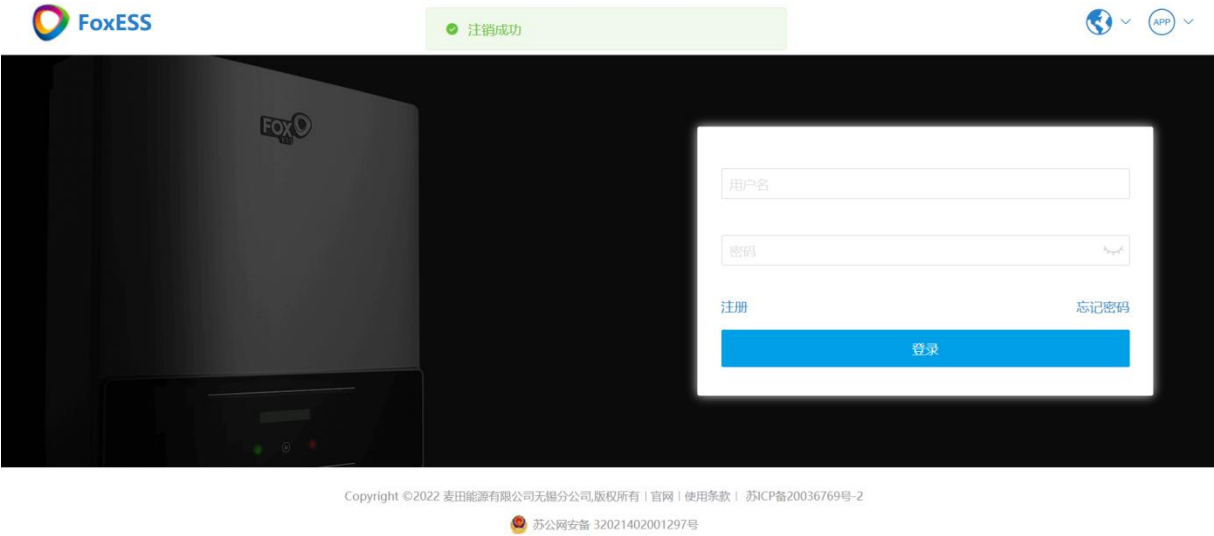 FoxESS
注销成功
APP
FOX
用户名
密码
注册 忘记密码
登录
Copyright ©2022 麦田能源有限公司无锡分公司,版权所有 | 官网 | 使用条款 | 苏ICP备20036769号-2
苏公网安备 32021402001297号